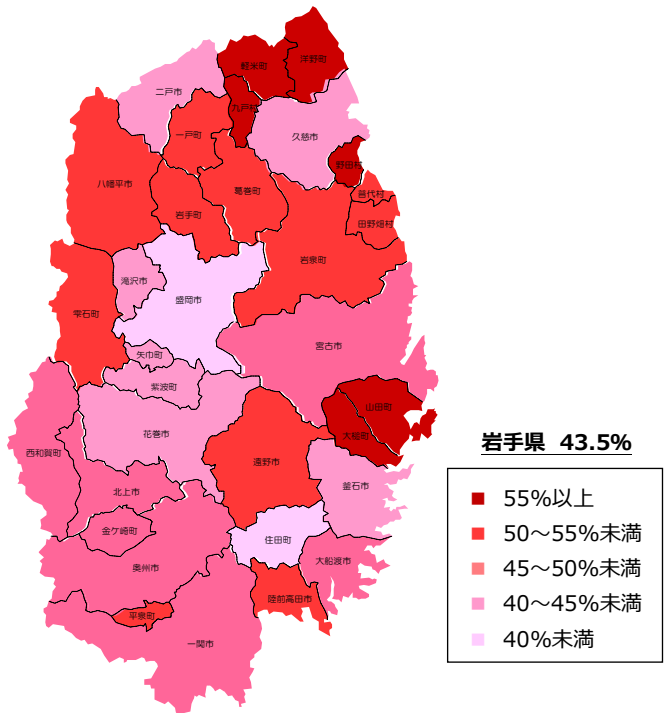 軽米町
洋野町
二戸市
九戸村
一戸町
久慈市
野田村
八幡平市
葛巻町
普代村
岩手町
田野畑村
岩泉町
滝沢市
盛岡市
雫石町
宮古市
矢巾町
紫波町
山田町
花巻市
大槌町
西和賀町
遠野市
北上市
釜石市
金ケ崎町
住田町
奥州市
大船渡市
陸前高田市
平泉町
一関市
岩手県 43.5%
55%以上
50～55%未満
45～50%未満
40～45%未満
40%未満